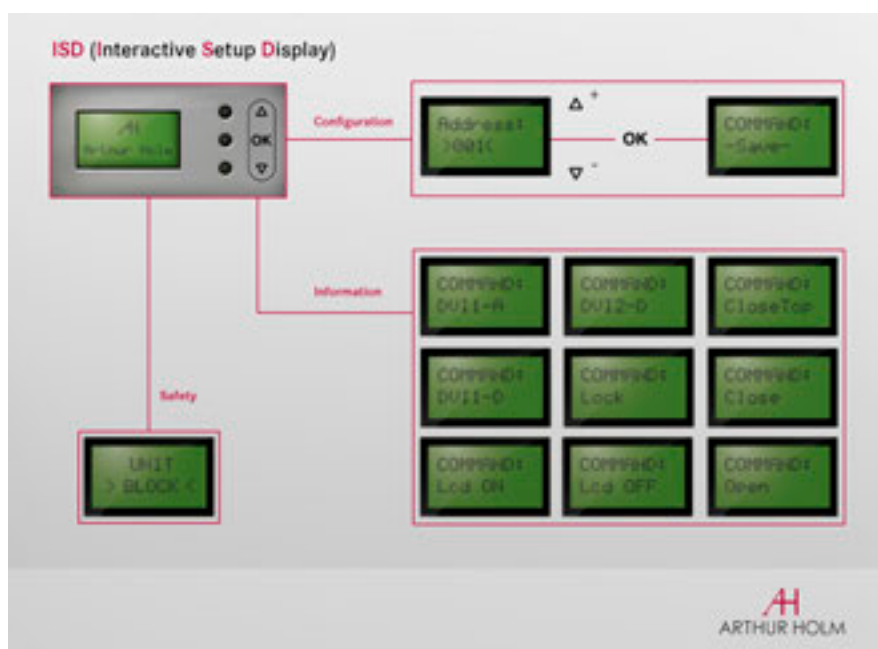 ISD (Interactive Setup Display)
AH
Arthur Holm
OK
Configuration
Address:
>001<
+
OK
-
COMMAND:
-Save-
Information
COMMAND:
DVI1-A
COMMAND:
DVI2-D
COMMAND:
CloseTop
COMMAND:
DVI1-D
COMMAND:
Lock
COMMAND:
Close
COMMAND:
Lcd ON
COMMAND:
Lcd OFF
COMMAND:
Open
Safety
UNIT
> BLOCK <
AH
ARTHUR HOLM